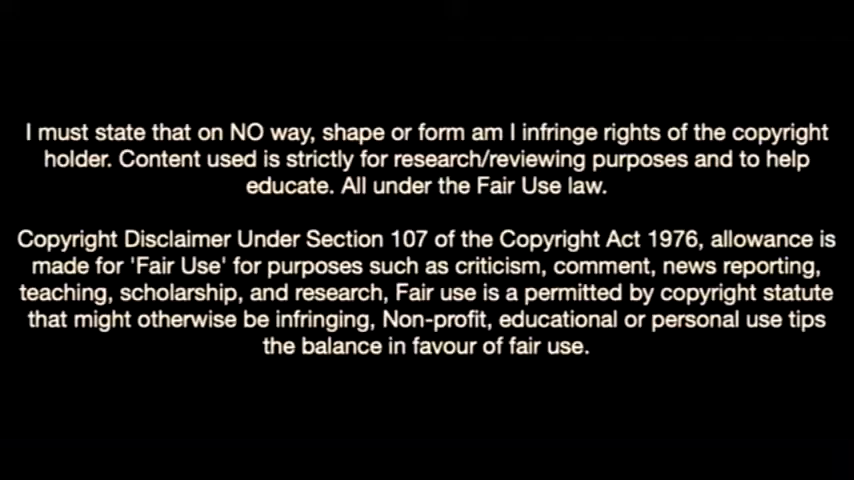 I must state that on NO way, shape or form am I infringe rights of the copyright
holder. Content used is strictly for research/reviewing purposes and to help
educate. All under the Fair Use law.
Copyright Disclaimer Under Section 107 of the Copyright Act 1976, allowance is
made for 'Fair Use' for purposes such as criticism, comment, news reporting,
teaching, scholarship, and research, Fair use is a permitted by copyright statute
that might otherwise be infringing, Non-profit, educational or personal use tips
the balance in favour of fair use.